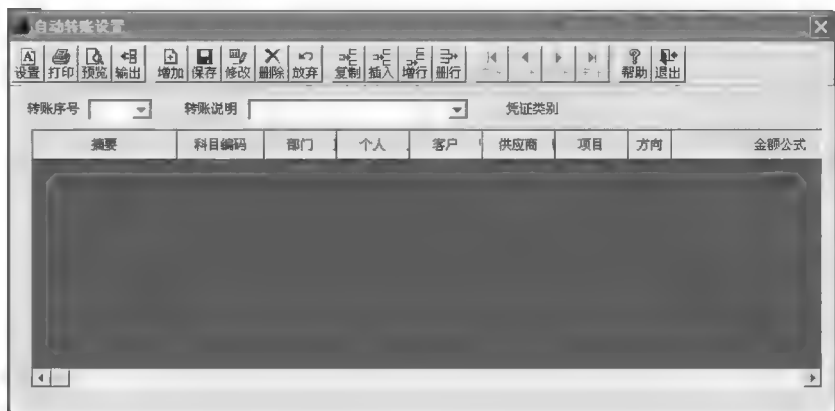 自动转账设置
设置 打印 预览 输出 增加 保存 修改 删除 放弃 复制 插入 增行 删行 帮助 退出
转账序号 转账说明 凭证类别
摘要 科目编码 部门 个人 客户 供应商 项目 方向 金额公式